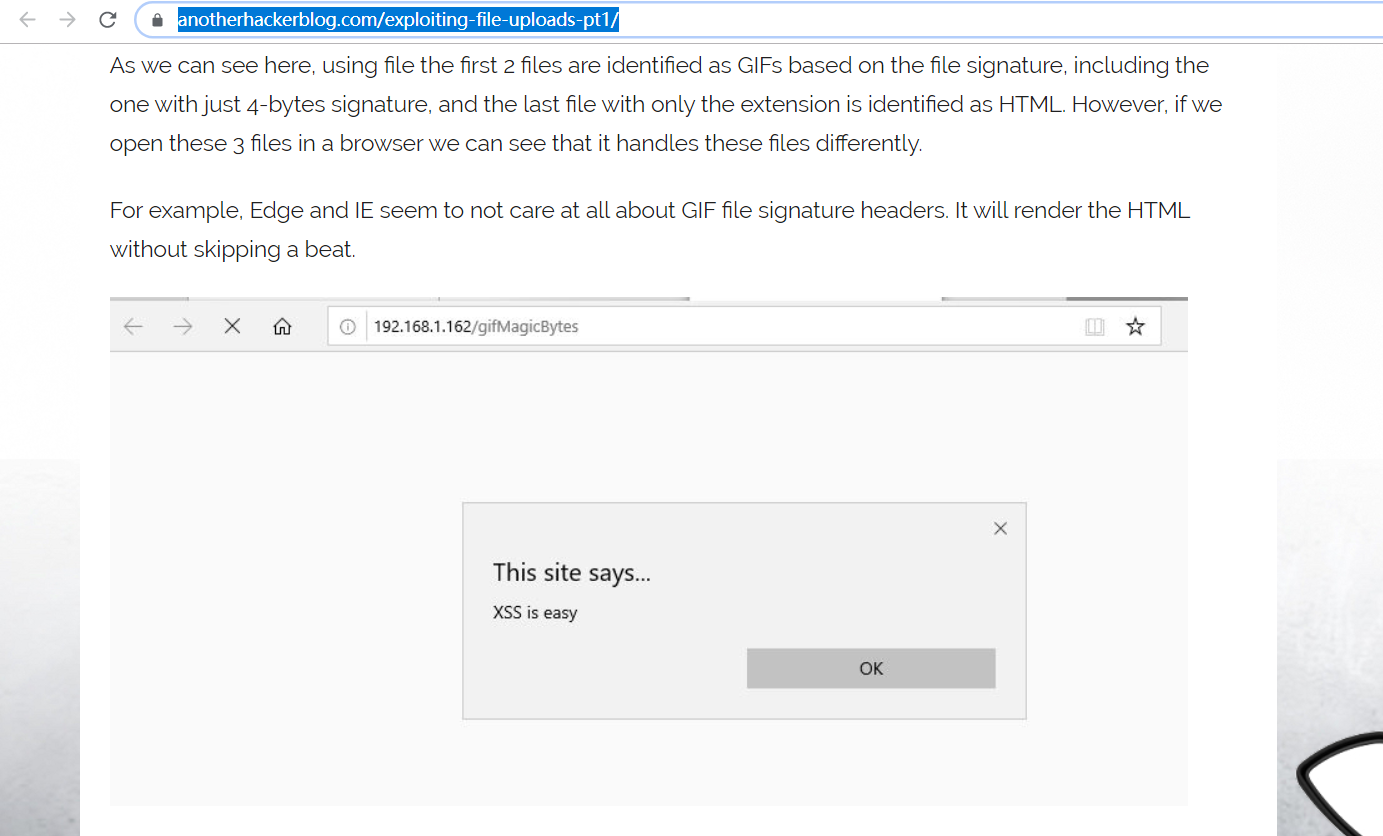 anotherhackerblog.com/exploiting-file-uploads-pt1/
As we can see here, using file the first 2 files are identified as GIFs based on the file signature, including the
one with just 4-bytes signature, and the last file with only the extension is identified as HTML. However, if we
open these 3 files in a browser we can see that it handles these files differently.
For example, Edge and IE seem to not care at all about GIF file signature headers. It will render the HTML
without skipping a beat.
192.168.1.162/gifMagicBytes
This site says...
XSS is easy
OK